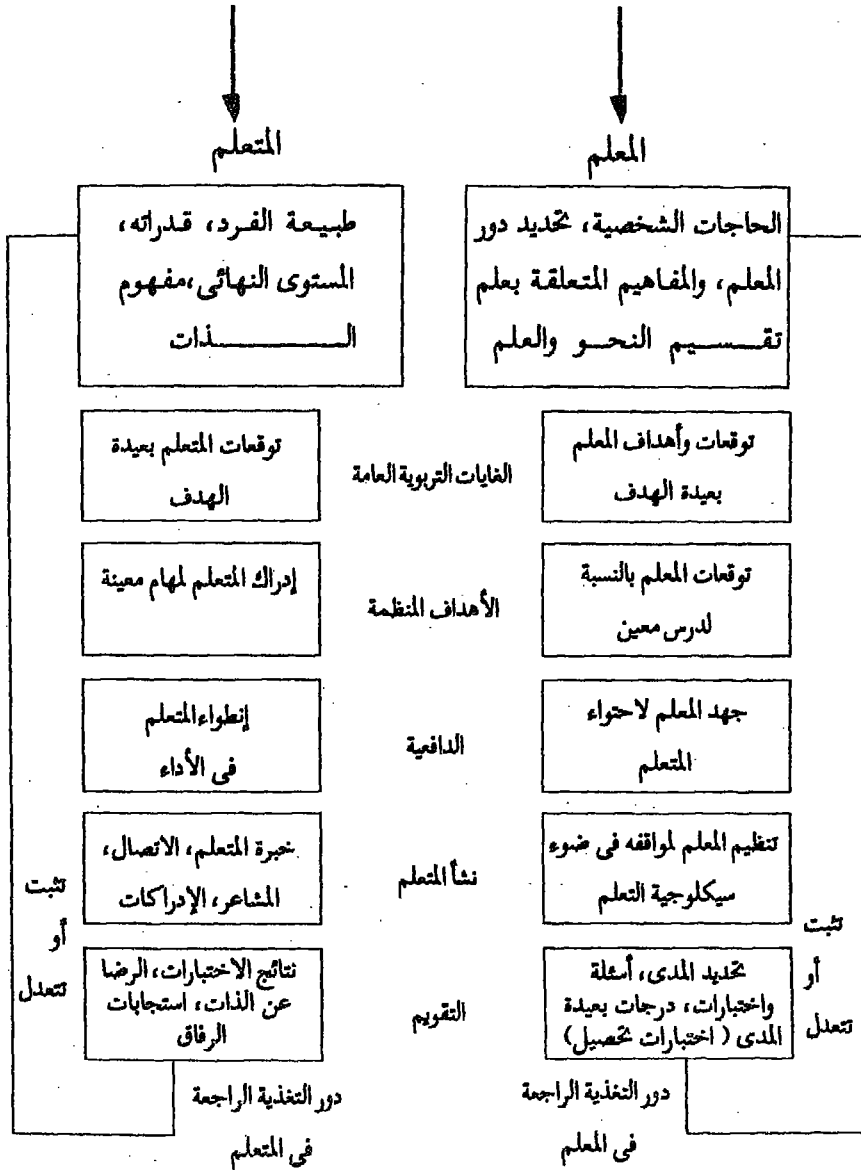 المعلم
الحاجات الشخصية، تحديد دور
المعلم، والمفاهيم المتعلقة بعلم
تقسيم النحو والعلم
توقعات وأهداف المعلم
بعيدة الهدف
توقعات المعلم بالنسبة
لدرس معين
جهد المعلم لاحتواء
المتعلم
تنظيم المعلم لمواقفه فى ضوء
سيكلوجية التعلم
تحديد المدى، أسئلة
واختبارات، درجات بعيدة
المدى (اختبارات تحصيل)
تثبت
أو
تتعدل
دور التغذية الراجعة
فى المعلم
الغايات التربوية العامة
الأهداف المنظمة
الدافعية
نشأ المتعلم
التقويم
المتعلم
طبيعة الفرد، قدراته،
المستوى النهائى، مفهوم
الذات
توقعات المتعلم بعيدة
الهدف
إدراك المتعلم لمهام معينة
إنطواء المتعلم
فى الأداء
خبرة المتعلم، الاتصال،
المشاعر، الإدراكات
نتائج الاختبارات، الرضا
عن الذات، استجابات
الرفاق
تثبت
أو
تتعدل
دور التغذية الراجعة
فى المتعلم